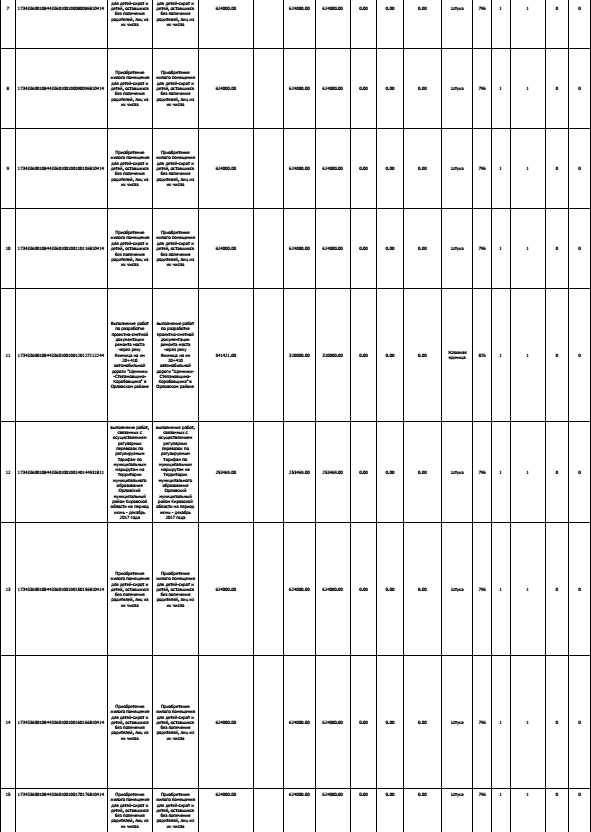 для детей-сирот и для детей-сирот и
7 173433600108443360100100080086810414 детей, оставшихся детей, оставшихся 624000.00 624000.00 624000.00 0.00 0.00 0.00 Штука 796 1 1 0 0
без попечения без попечения
родителей, лиц из родителей, лиц из
их числа их числа
Приобретение Приобретение
жилого помещения жилого помещения
для детей-сирот и для детей-сирот и
8 173433600108443360100100090096810414 детей, оставшихся детей, оставшихся 624000.00 624000.00 624000.00 0.00 0.00 0.00 Штука 796 1 1 0 0
без попечения без попечения
родителей, лиц из родителей, лиц из
их числа их числа
Приобретение Приобретение
жилого помещения жилого помещения
для детей-сирот и для детей-сирот и
9 173433600108443360100100100106810414 детей, оставшихся детей, оставшихся 624000.00 624000.00 624000.00 0.00 0.00 0.00 Штука 796 1 1 0 0
без попечения без попечения
родителей, лиц из родителей, лиц из
их числа их числа
Приобретение Приобретение
жилого помещения жилого помещения
для детей-сирот и для детей-сирот и
10 173433600108443360100100110116810414 детей, оставшихся детей, оставшихся 624000.00 624000.00 624000.00 0.00 0.00 0.00 Штука 796 1 1 0 0
без попечения без попечения
родителей, лиц из родителей, лиц из
их числа их числа
Выполнение работ выполнение работ
по разработке по разработке
проектно-сметной проектно-сметной
документации документации
ремонта моста ремонта моста
через реку через реку
11 173433600108443360100100120127112244 на км на км 541421.00 320000.00 320000.00 0.00 0.00 0.00 Условная единица 876 1 1 0 0
20+410 20+410
автомобильной автомобильной
дороги "Цепники дороги "Цепники-
-Степановщина- Степановщина-
Коробовщина" в Коробовщина" в
Орловском районе Орловском районе
выполнение работ, выполнение работ,
связанных с связанных с
осуществлением осуществлением
регулярных регулярных
перевозок по перевозок по
регулируемым регулируемым
тарифам по тарифам по
муниципальным муниципальным
маршрутам на маршрутам на
12 173433600108443360100100140144931811 территории территории 253469.00 253469.00 253469.00 0.00 0.00 0.00 Штука 796 1 1 0 0
муниципального муниципального
образования образования
Орловский Орловский
муниципальный муниципальный
район Кировской район Кировской
области на период области на период
июнь - декабрь июнь - декабрь
2017 года 2017 года
Приобретение Приобретение
жилого помещения жилого помещения
для детей-сирот и для детей-сирот и
13 173433600108443360100100150156810414 детей, оставшихся детей, оставшихся 624000.00 624000.00 624000.00 0.00 0.00 0.00 Штука 796 1 1 0 0
без попечения без попечения
родителей, лиц из родителей, лиц из
их числа их числа
Приобретение Приобретение
жилого помещения жилого помещения
для детей-сирот и для детей-сирот и
14 173433600108443360100100160166810414 детей, оставшихся детей, оставшихся 624000.00 624000.00 624000.00 0.00 0.00 0.00 Штука 796 1 1 0 0
без попечения без попечения
родителей, лиц из родителей, лиц из
их числа их числа
15 173433600108443360100100170176810414 Приобретение Приобретение 624000.00 624000.00 624000.00 0.00 0.00 0.00 Штука 796 1 1 0 0
жилого помещения жилого помещения
для детей-сирот и для детей-сирот и
детей, оставшихся детей, оставшихся
без попечения без попечения
родителей, лиц из родителей, лиц из
их числа их числа